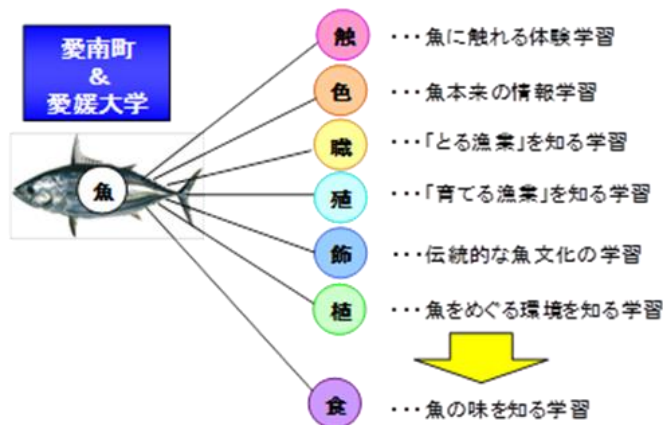 愛南町
&
愛媛大学
魚
触 ・・・魚に触れる体験学習
色 ・・・魚本来の情報学習
職 ・・・「とる漁業」を知る学習
殖 ・・・「育てる漁業」を知る学習
飾 ・・・伝統的な魚文化の学習
植 ・・・魚をめぐる環境を知る学習
食 ・・・魚の味を知る学習